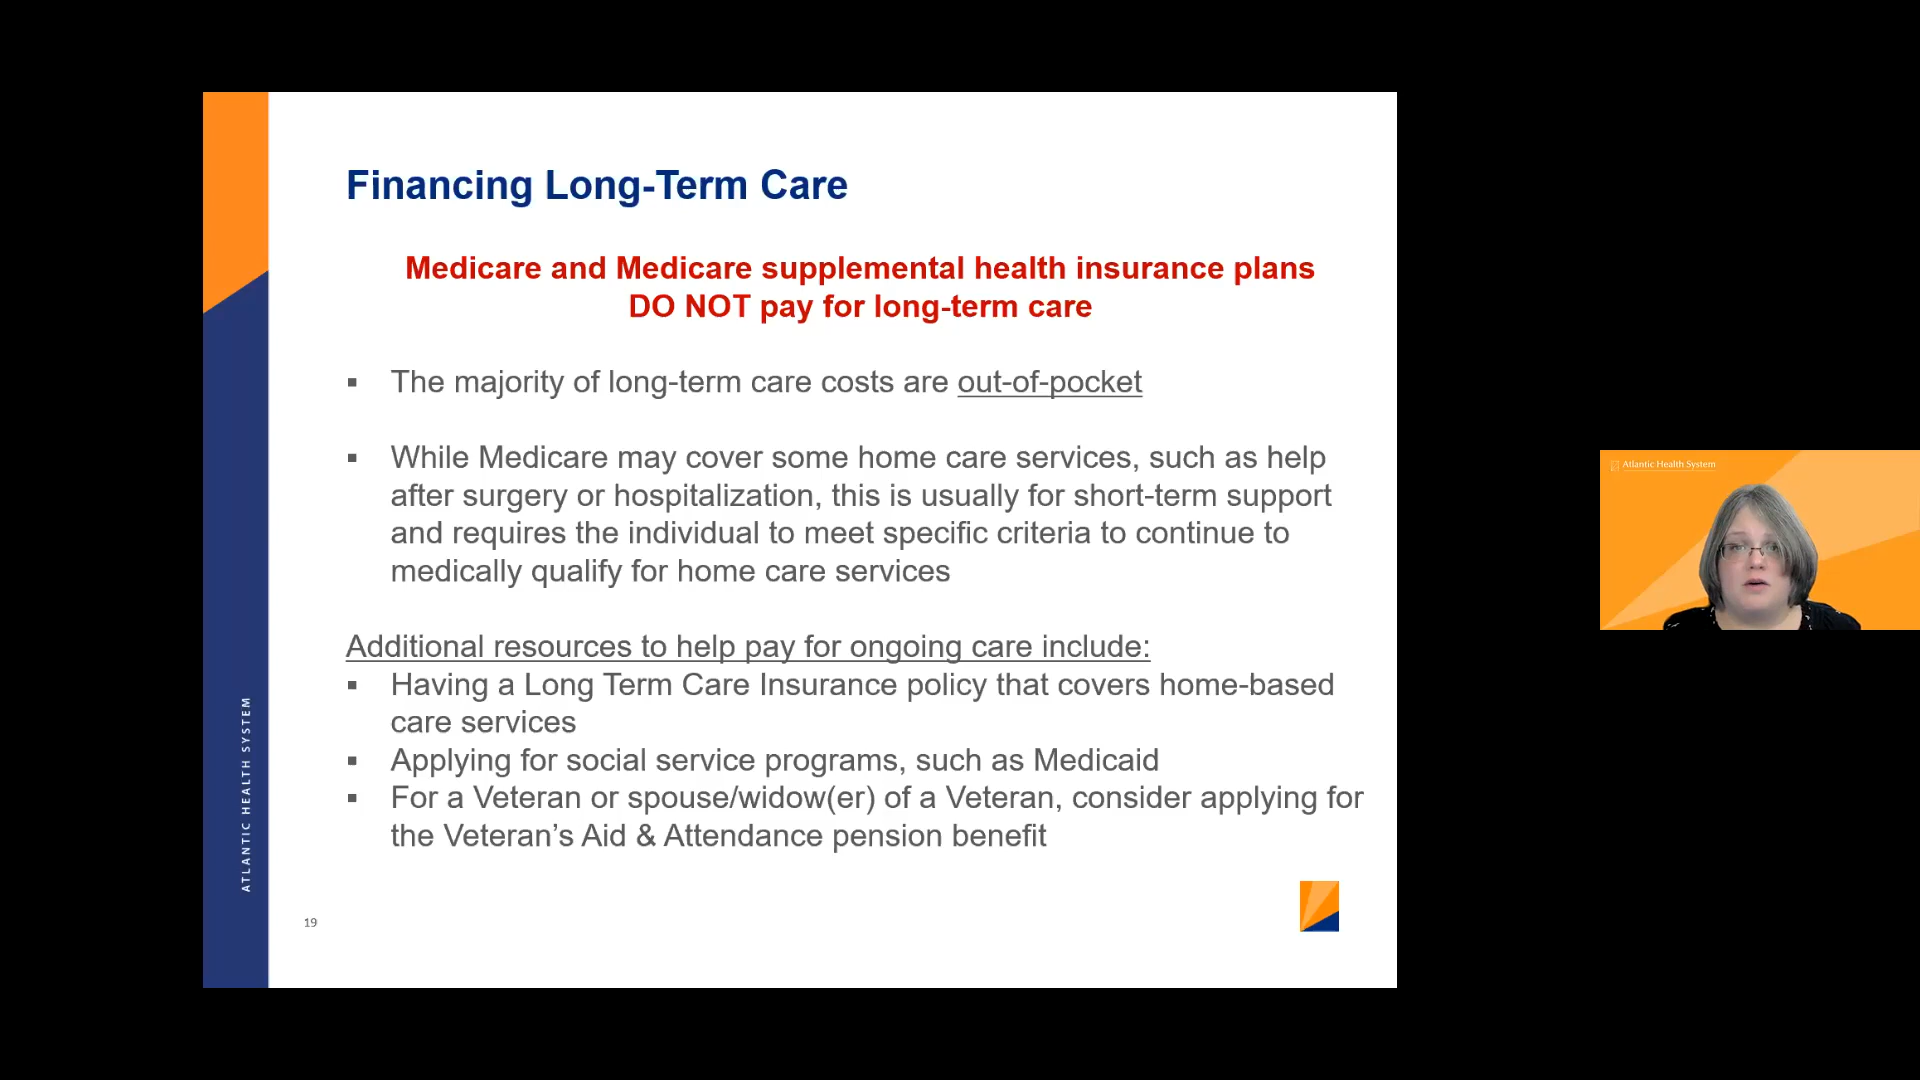 Financing Long-Term Care
Medicare and Medicare supplemental health insurance plans
DO NOT pay for long-term care
▪ The majority of long-term care costs are out-of-pocket
▪ While Medicare may cover some home care services, such as help
after surgery or hospitalization, this is usually for short-term support
and requires the individual to meet specific criteria to continue to
medically qualify for home care services
Additional resources to help pay for ongoing care include:
▪ Having a Long Term Care Insurance policy that covers home-based
care services
▪ Applying for social service programs, such as Medicaid
▪ For a Veteran or spouse/widow(er) of a Veteran, consider applying for
the Veteran’s Aid & Attendance pension benefit
ATLANTIC HEALTH SYSTEM
19
Atlantic Health System